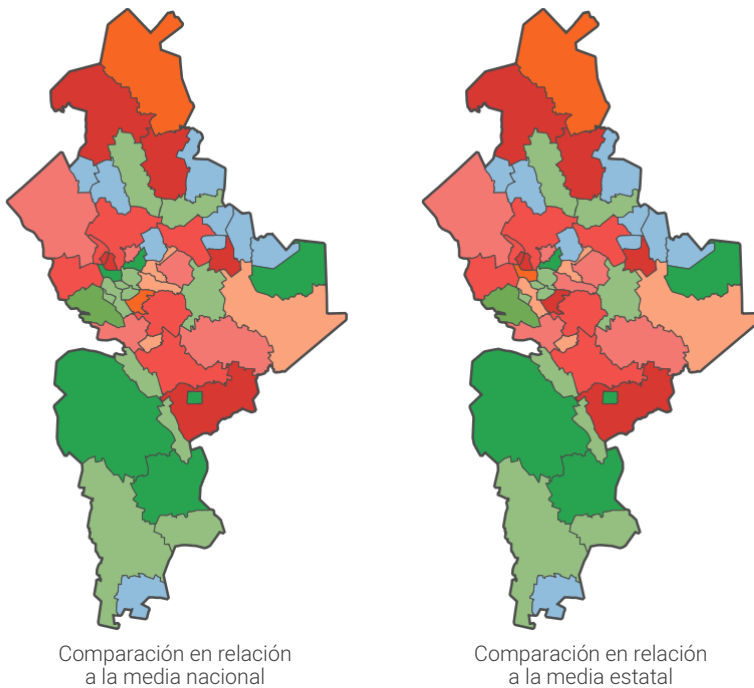 Comparación en relación
a la media nacional
Comparación en relación
a la media estatal